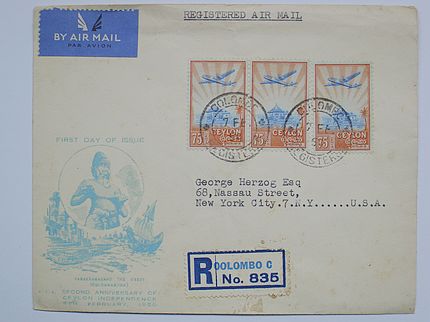 REGISTERED AIR MAIL
BY AIR MAIL
PAR AVION
COLOMBO
REGISTERED
COLOMBO
REGISTERED
75
CEYLON
75
CEYLON
75
CEYLON
FIRST DAY OF ISSUE
George Herzog Esq
68,Nassau Street,
New York City.7.N.Y......U.S.A.
PARAKRAMABAHU THE GREAT
SECOND ANNIVERSARY OF
CEYLON INDEPENDENCE
4TH FEBRUARY, 1950
R COLOMBO C
No. 835